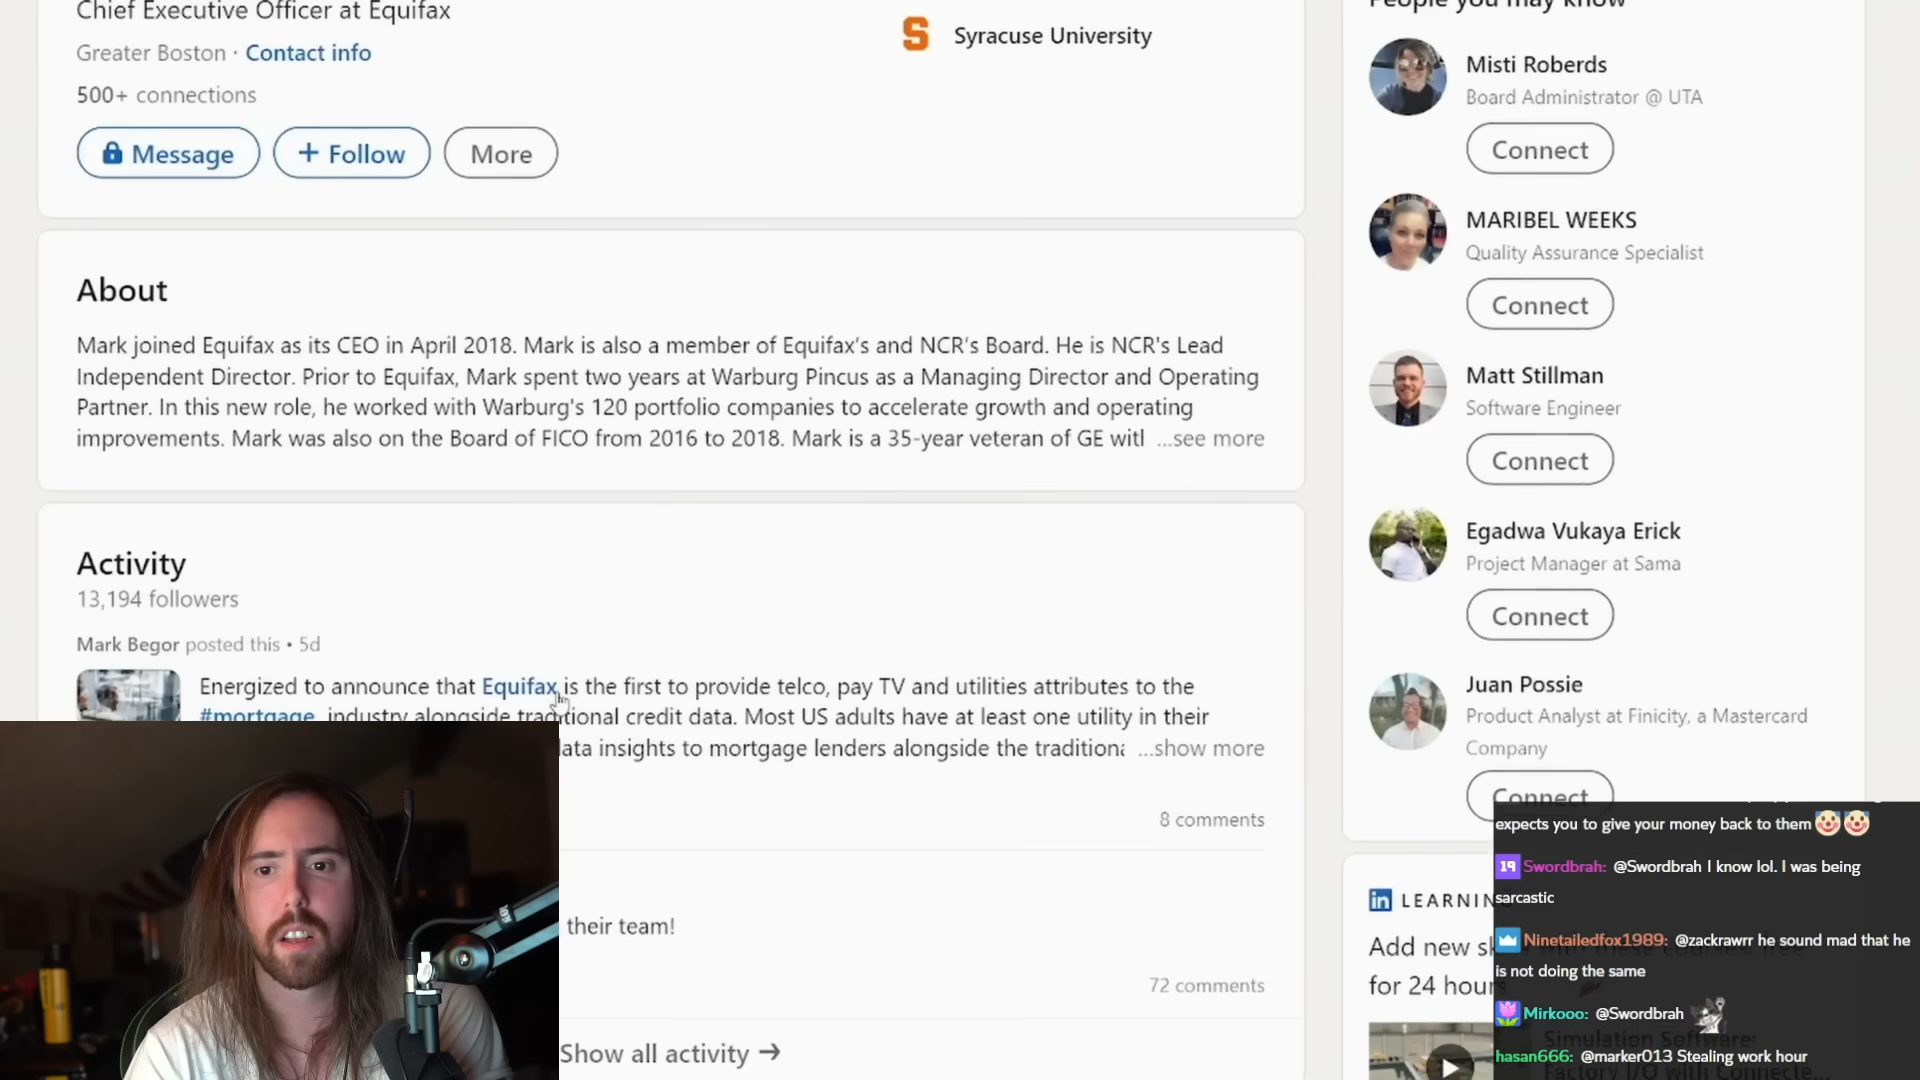 Chief Executive Officer at Equifax
Greater Boston · Contact info
500+ connections
Message
+ Follow
More
S Syracuse University
About
Mark joined Equifax as its CEO in April 2018. Mark is also a member of Equifax's and NCR's Board. He is NCR's Lead
Independent Director. Prior to Equifax, Mark spent two years at Warburg Pincus as a Managing Director and Operating
Partner. In this new role, he worked with Warburg's 120 portfolio companies to accelerate growth and operating
improvements. Mark was also on the Board of FICO from 2016 to 2018. Mark is a 35-year veteran of GE witl ...see more
Activity
13,194 followers
Mark Begor posted this • 5d
Energized to announce that Equifax is the first to provide telco, pay TV and utilities attributes to the
#mortgage industry alongside traditional credit data. Most US adults have at least one utility in their
data insights to mortgage lenders alongside the traditiona ...show more
8 comments
their team!
72 comments
Show all activity →
People you may know
Misti Roberds
Board Administrator @ UTA
Connect
MARIBEL WEEKS
Quality Assurance Specialist
Connect
Matt Stillman
Software Engineer
Connect
Egadwa Vukaya Erick
Project Manager at Sama
Connect
Juan Possie
Product Analyst at Finicity, a Mastercard
Company
Connect
in LEARNIN
Add new sk
for 24 hour
expects you to give your money back to them
19 Swordbrah: @Swordbrah I know lol. I was being
sarcastic
Ninetailedfox1989: @zackrawrr he sound mad that he
is not doing the same
Mirkooo: @Swordbrah
hasan666: @marker013 Stealing work hour